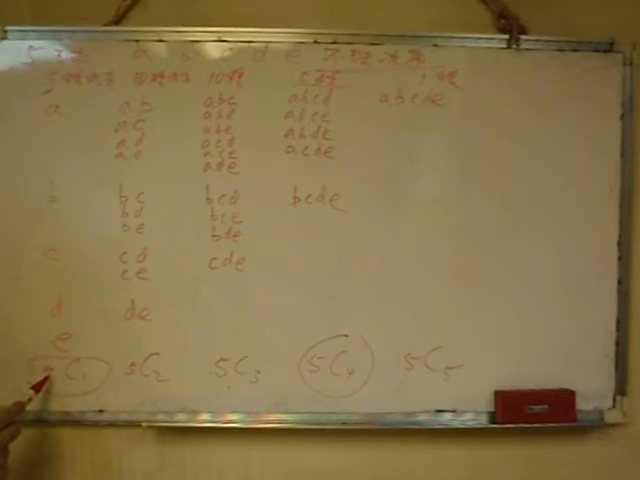 a b c d e
a ab abc abcd abcde
ac abd abce
ad abe abde
ae acd acde
ace
ade
b bc bcd bcde
bd bce
be bde
c cd cde
ce
d de
e
5C1 5C2 5C3 5C4 5C5